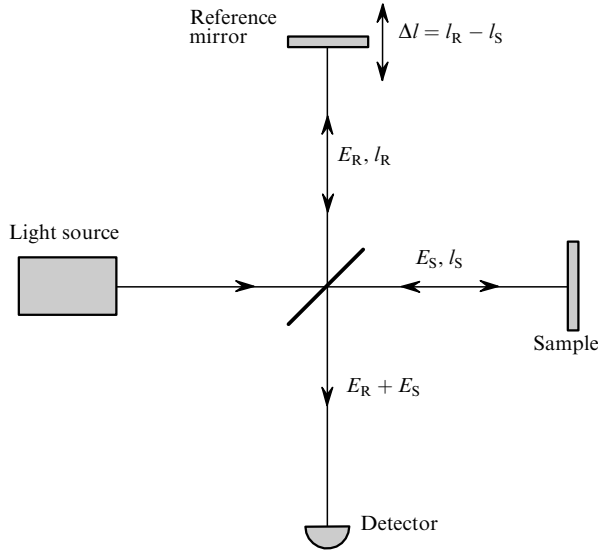 Reference
mirror
Δl = l_R − l_S
E_R, l_R
Light source
E_S, l_S
Sample
E_R + E_S
Detector